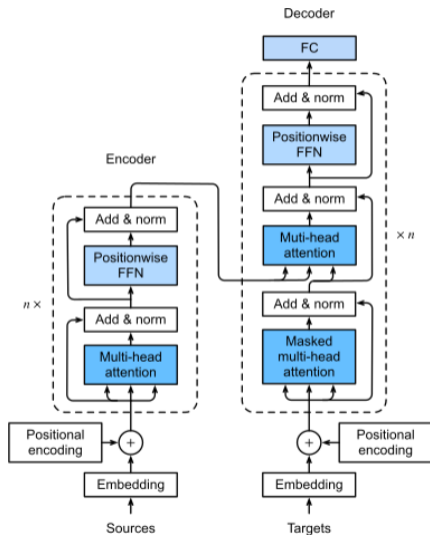 Decoder
FC
Add & norm
Positionwise
FFN
Add & norm
Muti-head
attention
Add & norm
Masked
multi-head
attention
× n
Positional
encoding
+
Embedding
Targets
Encoder
Add & norm
Positionwise
FFN
n ×
Add & norm
Multi-head
attention
Positional
encoding
+
Embedding
Sources